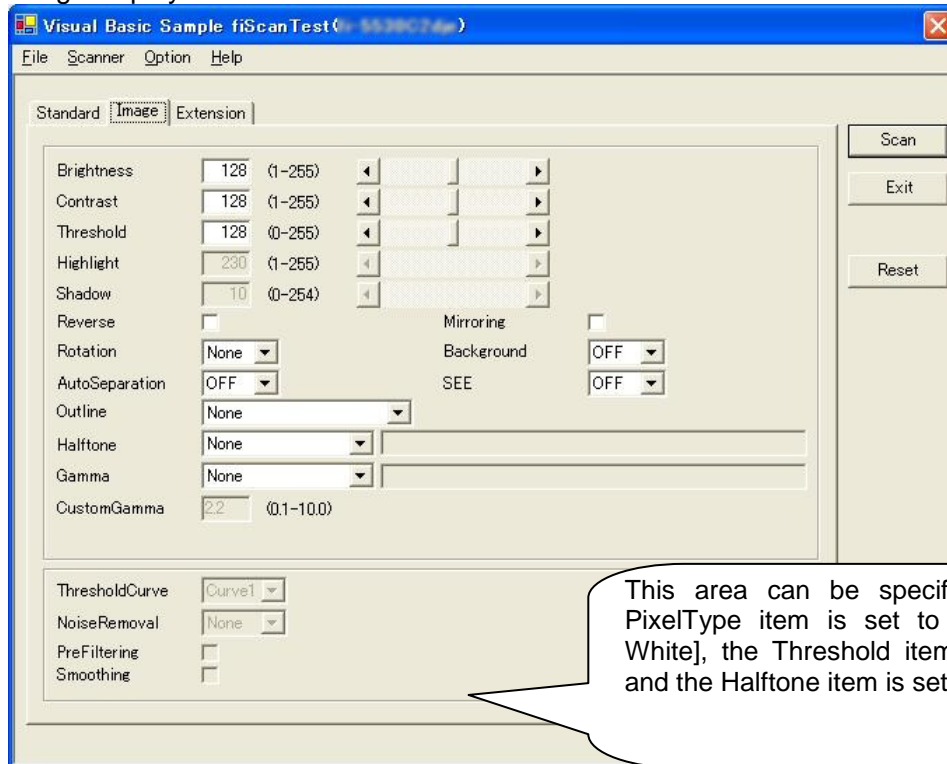 Visual Basic Sample fiScanTest( )
File Scanner Option Help
Standard Image Extension
Scan
Exit
Reset
Brightness 128 (1-255)
Contrast 128 (1-255)
Threshold 128 (0-255)
Highlight 230 (1-255)
Shadow 10 (0-254)
Reverse Mirroring
Rotation None Background OFF
AutoSeparation OFF SEE OFF
Outline None
Halftone None
Gamma None
CustomGamma 2.2 (0.1-10.0)
ThresholdCurve Curve1
NoiseRemoval None
PreFiltering
Smoothing
This area can be specif
PixelType item is set to
White], the Threshold item
and the Halftone item is set